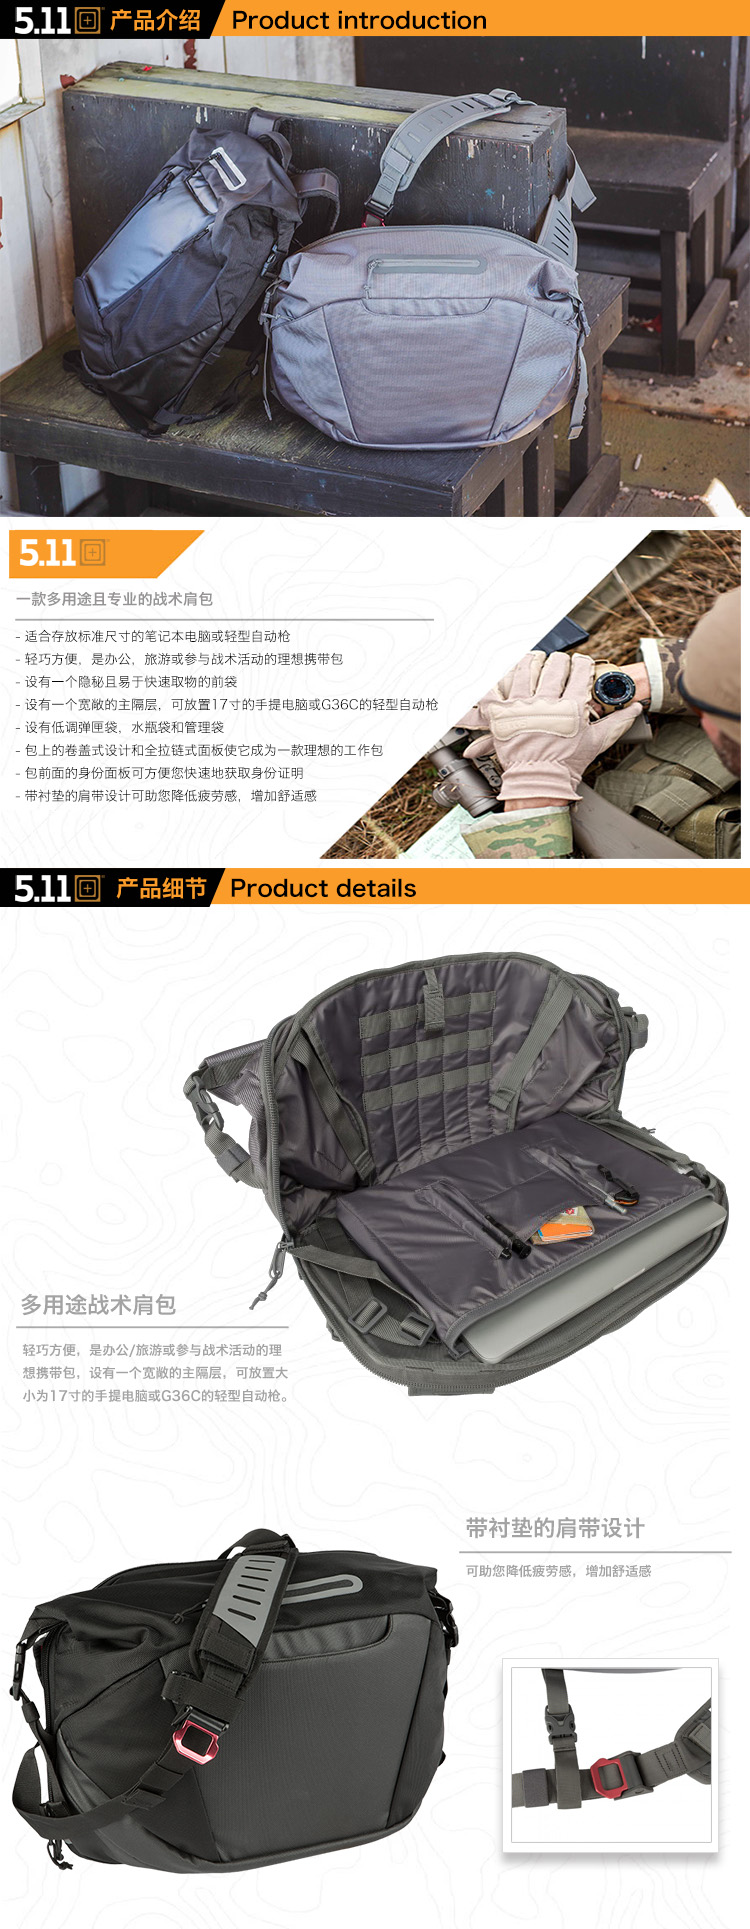 5.11 产品介绍 Product introduction
5.11
一款多用途且专业的战术肩包
- 适合存放标准尺寸的笔记本电脑或轻型自动枪
- 轻巧方便，是办公，旅游或参与战术活动的理想携带包
- 设有一个隐秘且易于快速取物的前袋
- 设有一个宽敞的主隔层，可放置17寸的手提电脑或G36C的轻型自动枪
- 设有低调弹匣袋，水瓶袋和管理袋
- 包上的卷盖式设计和全拉链式面板使它成为一款理想的工作包
- 包前面的身份面板可方便您快速地获取身份证明
- 带衬垫的肩带设计可助您降低疲劳感，增加舒适感
5.11 产品细节 Product details
多用途战术肩包
轻巧方便，是办公/旅游或参与战术活动的理
想携带包，设有一个宽敞的主隔层，可放置大
小为17寸的手提电脑或G36C的轻型自动枪。
带衬垫的肩带设计
可助您降低疲劳感，增加舒适感